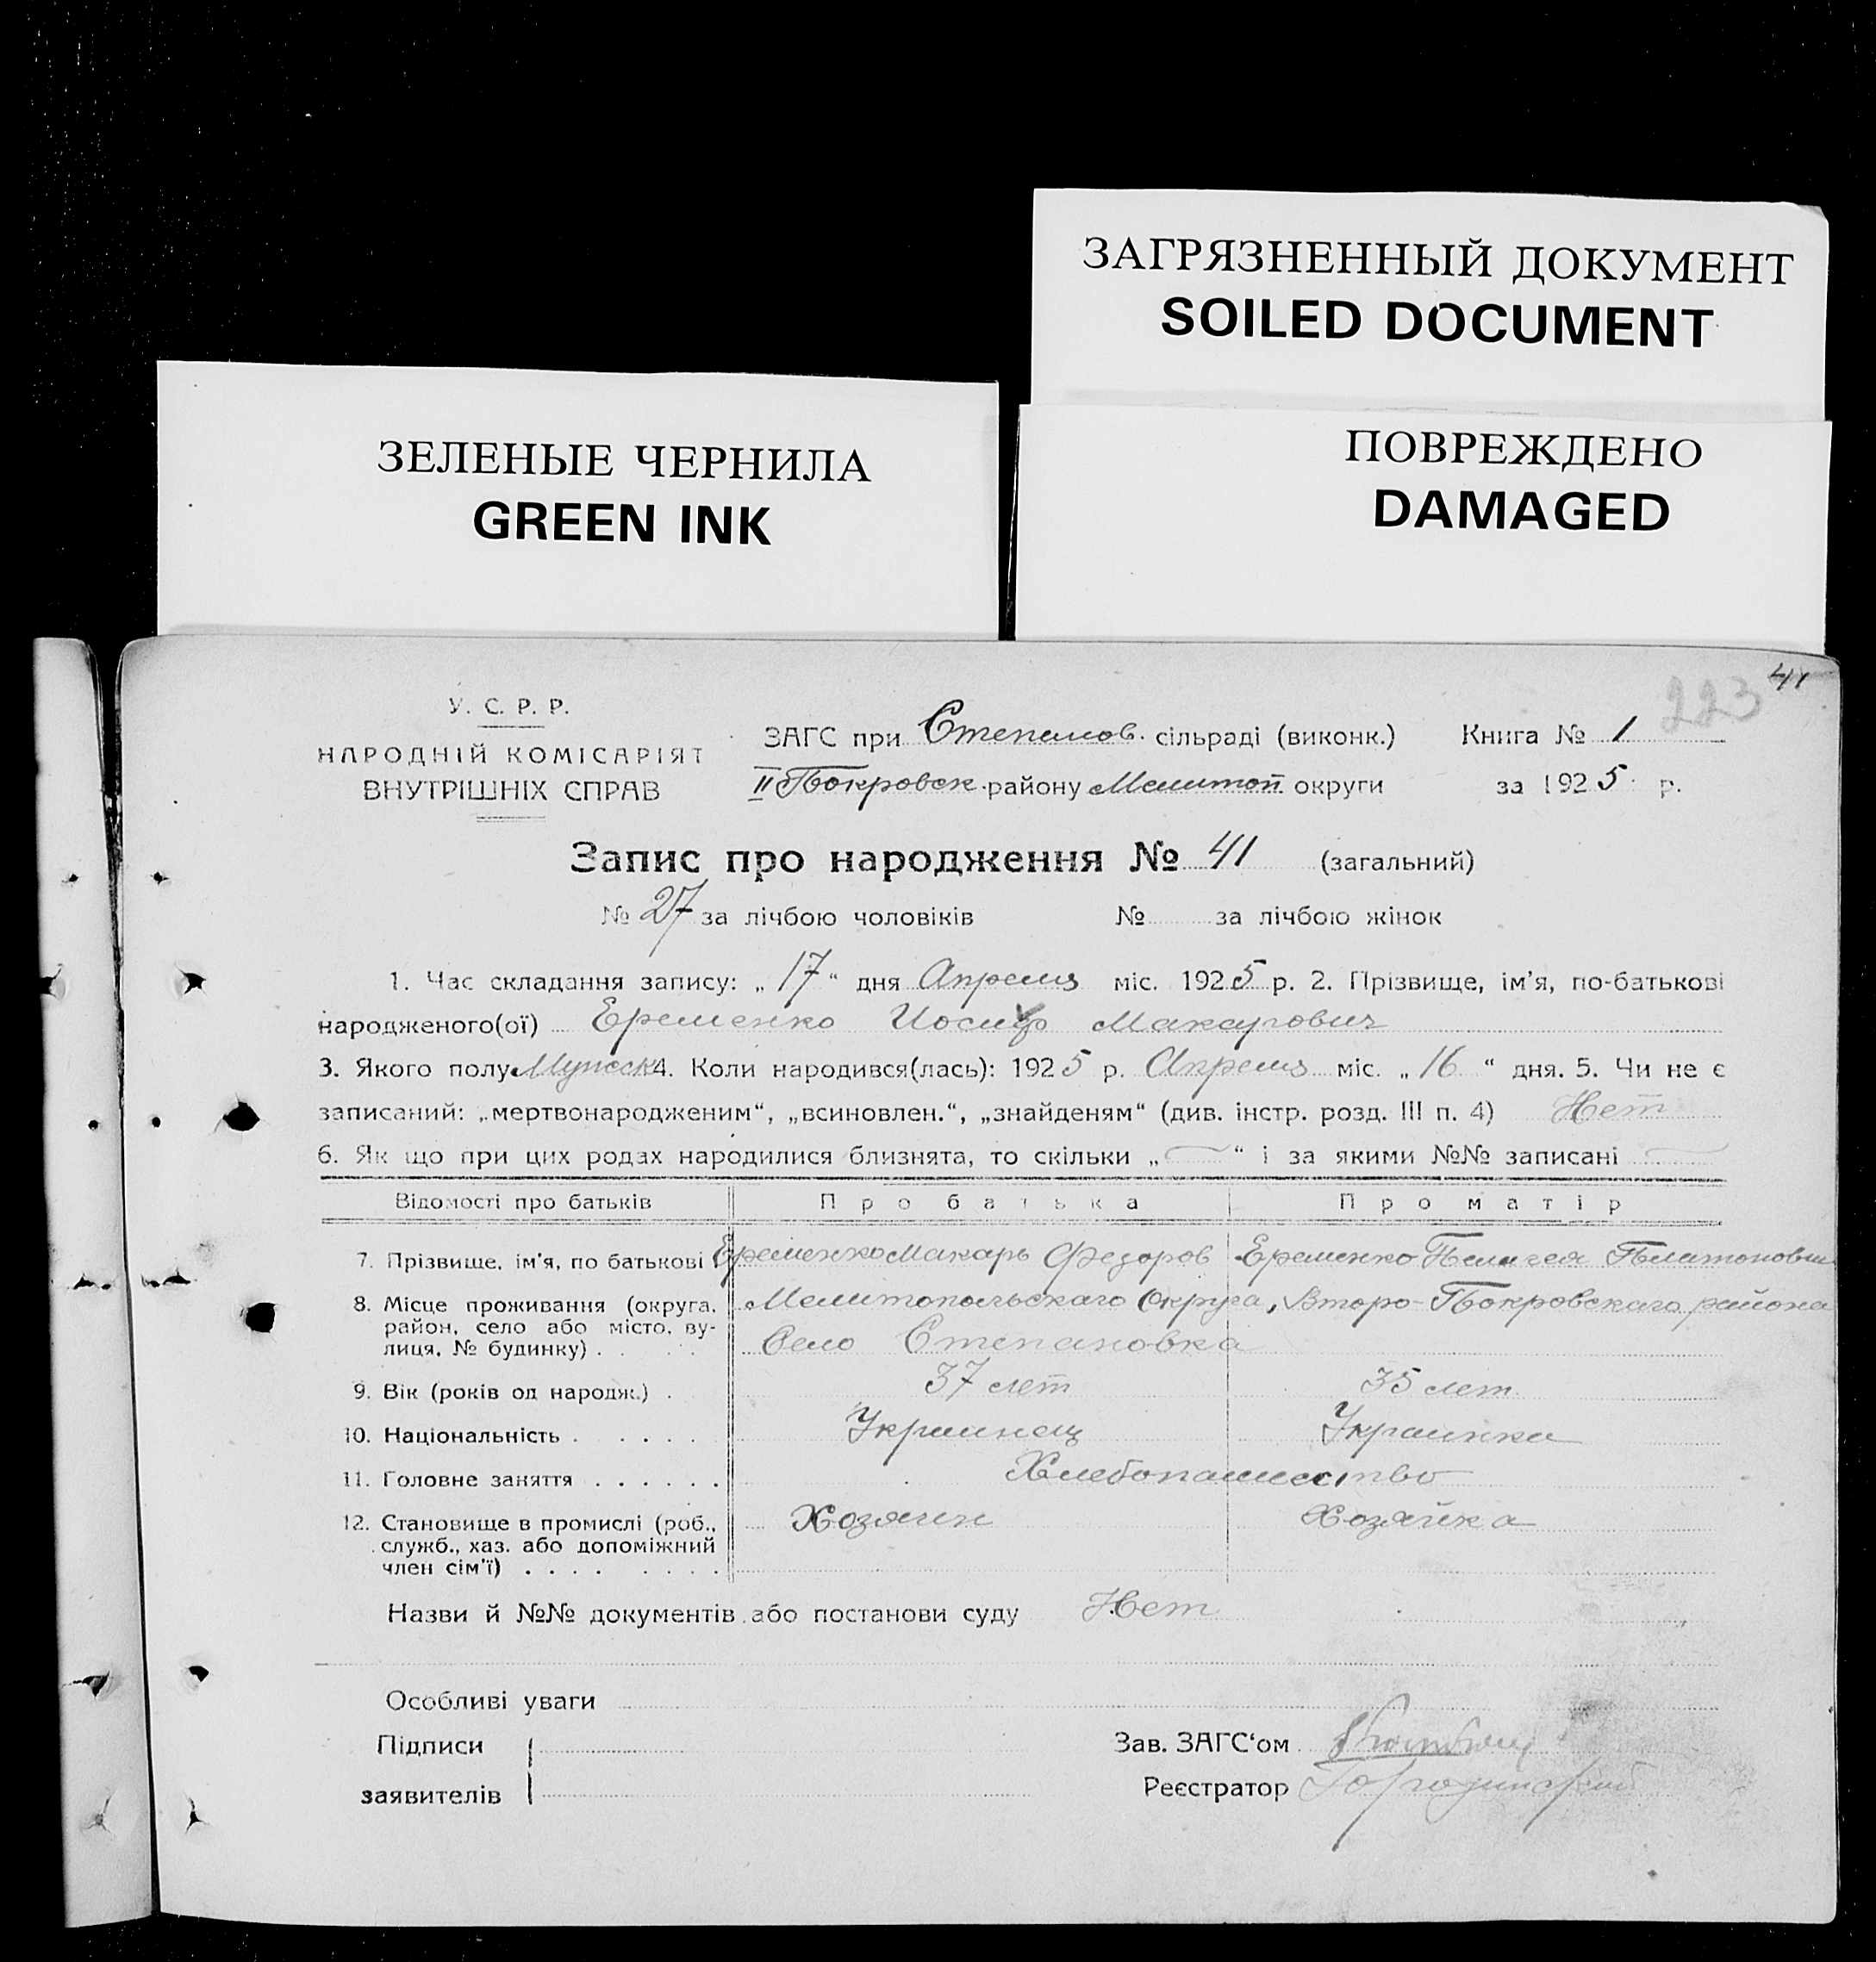 ЗАГРЯЗНЕННЫЙ ДОКУМЕНТ
SOILED DOCUMENT
ЗЕЛЕНЫЕ ЧЕРНИЛА
GREEN INK
ПОВРЕЖДЕНО
DAMAGED
41
223
У. С. Р. Р.
НАРОДНІЙ КОМІСАРІЯТ
ВНУТРІШНІХ СПРАВ
ЗАГС при Степанов. сільраді (виконк.) Книга № 1
II Покровск. району Мелитоп. округи за 1925 р.
Запис про народження № 41 (загальний)
№ 27 за лічбою чоловіків № за лічбою жінок
1. Час складання запису: „17“ дня Апреля міс. 1925 р. 2. Прізвище, ім'я, по-батькові
народженого(ої) Еременко Иосиф Макарович
3. Якого полу Мужеск 4. Коли народився(лась): 1925 р. Апреля міс. „16“ дня. 5. Чи не є
записаний: „мертвонародженим“, „всиновлен.“, „знайденям“ (див. інстр. розд. III п. 4) Нет
6. Як що при цих родах народилися близнята, то скільки „—“ і за якими №№ записані —
Відомості про батьків Про батька Про матір
7. Прізвище, ім'я, по батькові Еременко Макарь Федоров Еременко Пелагея Платоновна
8. Місце проживання (округа, Мелитопольскаго Округа, Второ-Покровскаго района
район, село або місто, ву- Село Степановка
лиця, № будинку) . .
9. Вік (років од народж.) . 37 лет 35 лет
10. Національність . . . . . Украинец Украинка
11. Головне заняття . . . . . . Хлебопашество
12. Становище в промислі (роб., Хозяин Хозяйка
служб., хаз. або допоміжний
член сім'ї) . . . . . . . .
Назви й №№ документів або постанови суду Нет
Особливі уваги
Підписи
заявителів
Зав. ЗАГС'ом
Реєстратор